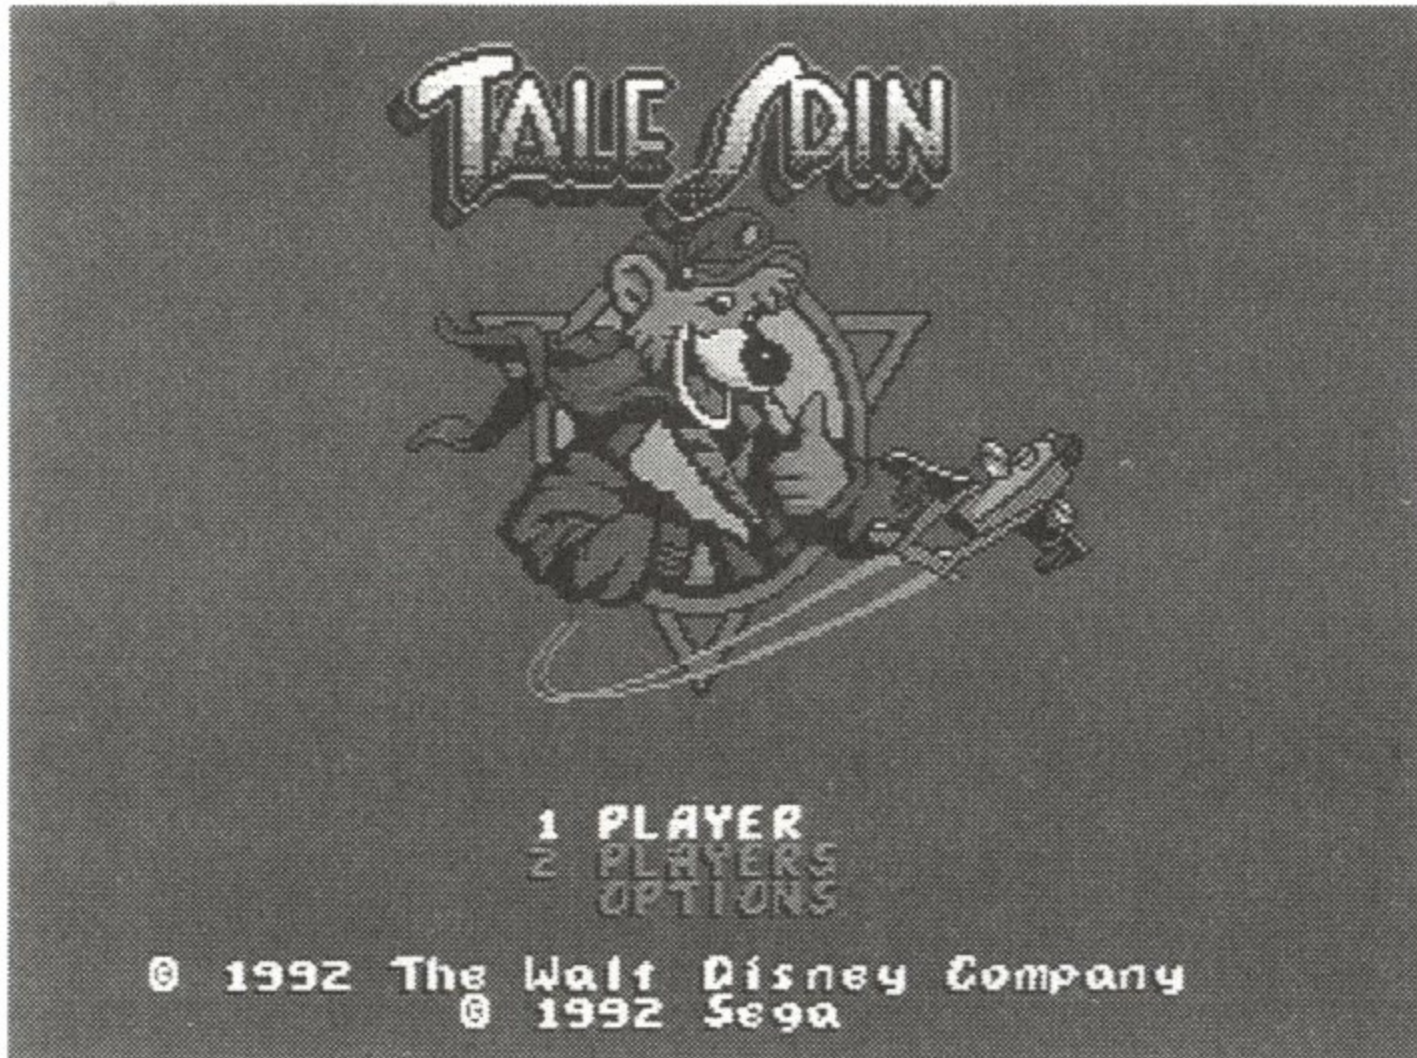 TALE SPIN
1 PLAYER
2 PLAYERS
OPTIONS
© 1992 The Walt Disney Company
© 1992 Sega